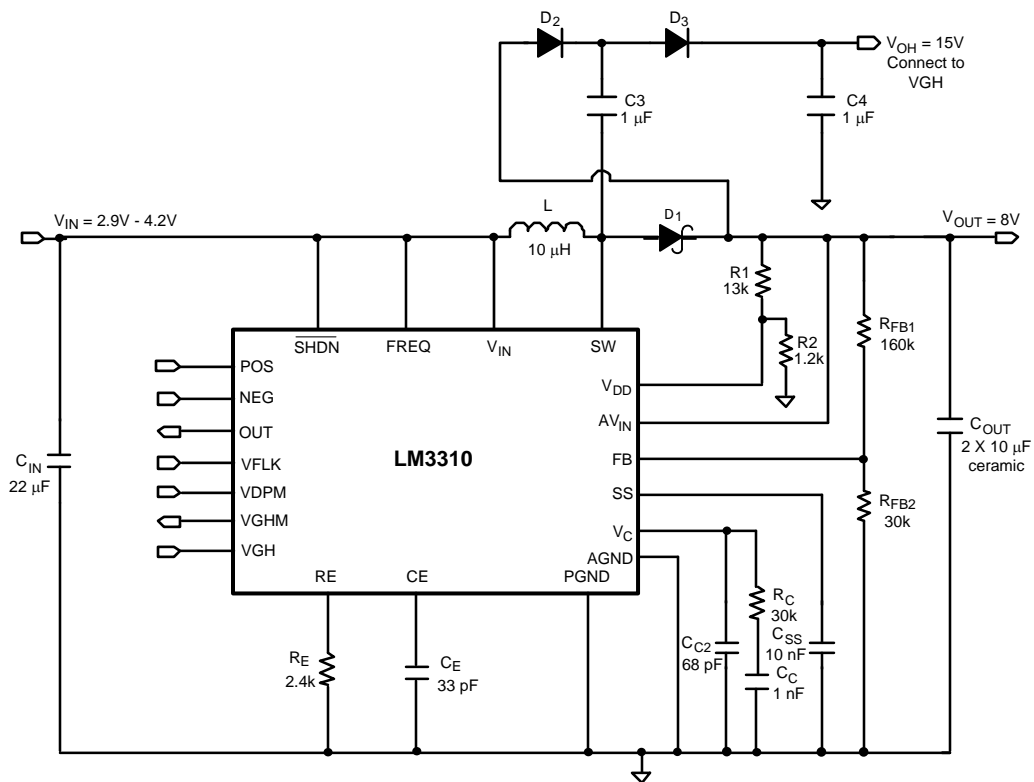 D2
D3
VOH = 15V
Connect to
VGH
C3
1 μF
C4
1 μF
VIN = 2.9V - 4.2V
L
10 μH
D1
VOUT = 8V
R1
13k
R2
1.2k
RFB1
160k
SHDN
FREQ
VIN
SW
POS
NEG
OUT
VFLK
VDPM
VGHM
VGH
LM3310
VDD
AVIN
FB
SS
VC
AGND
RE
CE
PGND
CIN
22 μF
COUT
2 X 10 μF
ceramic
RFB2
30k
RC
30k
CC2
68 pF
CSS
10 nF
CC
1 nF
RE
2.4k
CE
33 pF